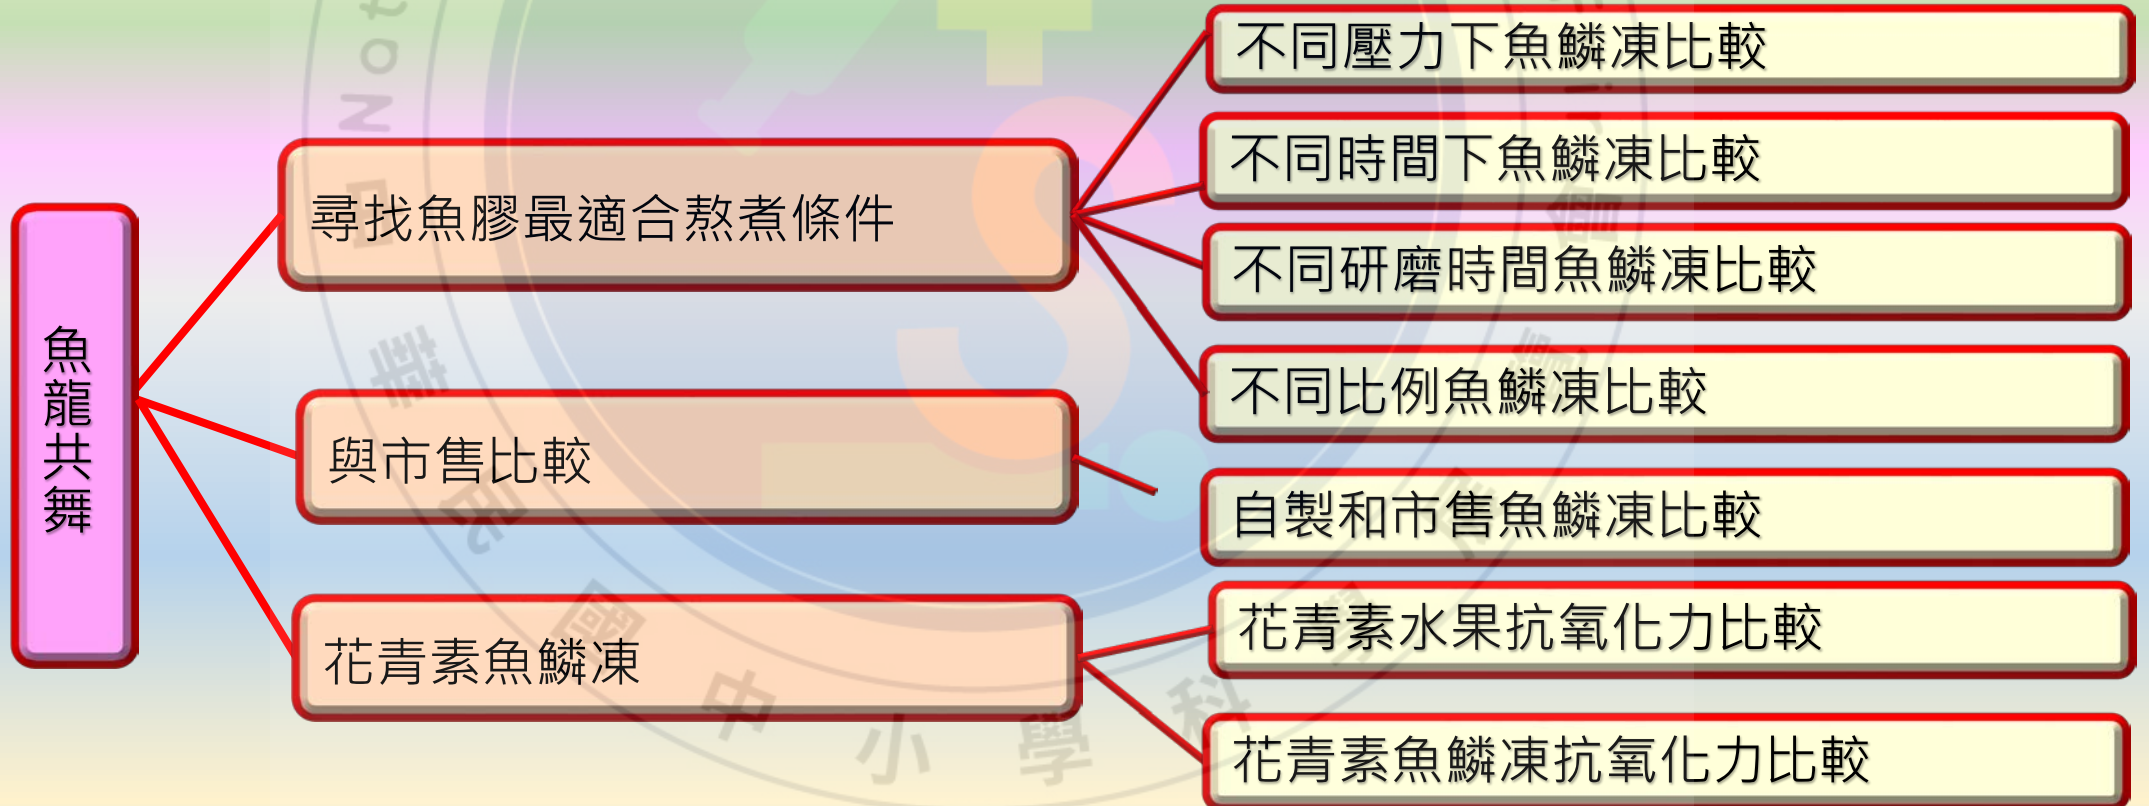 魚龍共舞
尋找魚膠最適合熬煮條件
不同壓力下魚鱗凍比較
不同時間下魚鱗凍比較
不同研磨時間魚鱗凍比較
不同比例魚鱗凍比較
與市售比較
自製和市售魚鱗凍比較
花青素魚鱗凍
花青素水果抗氧化力比較
花青素魚鱗凍抗氧化力比較